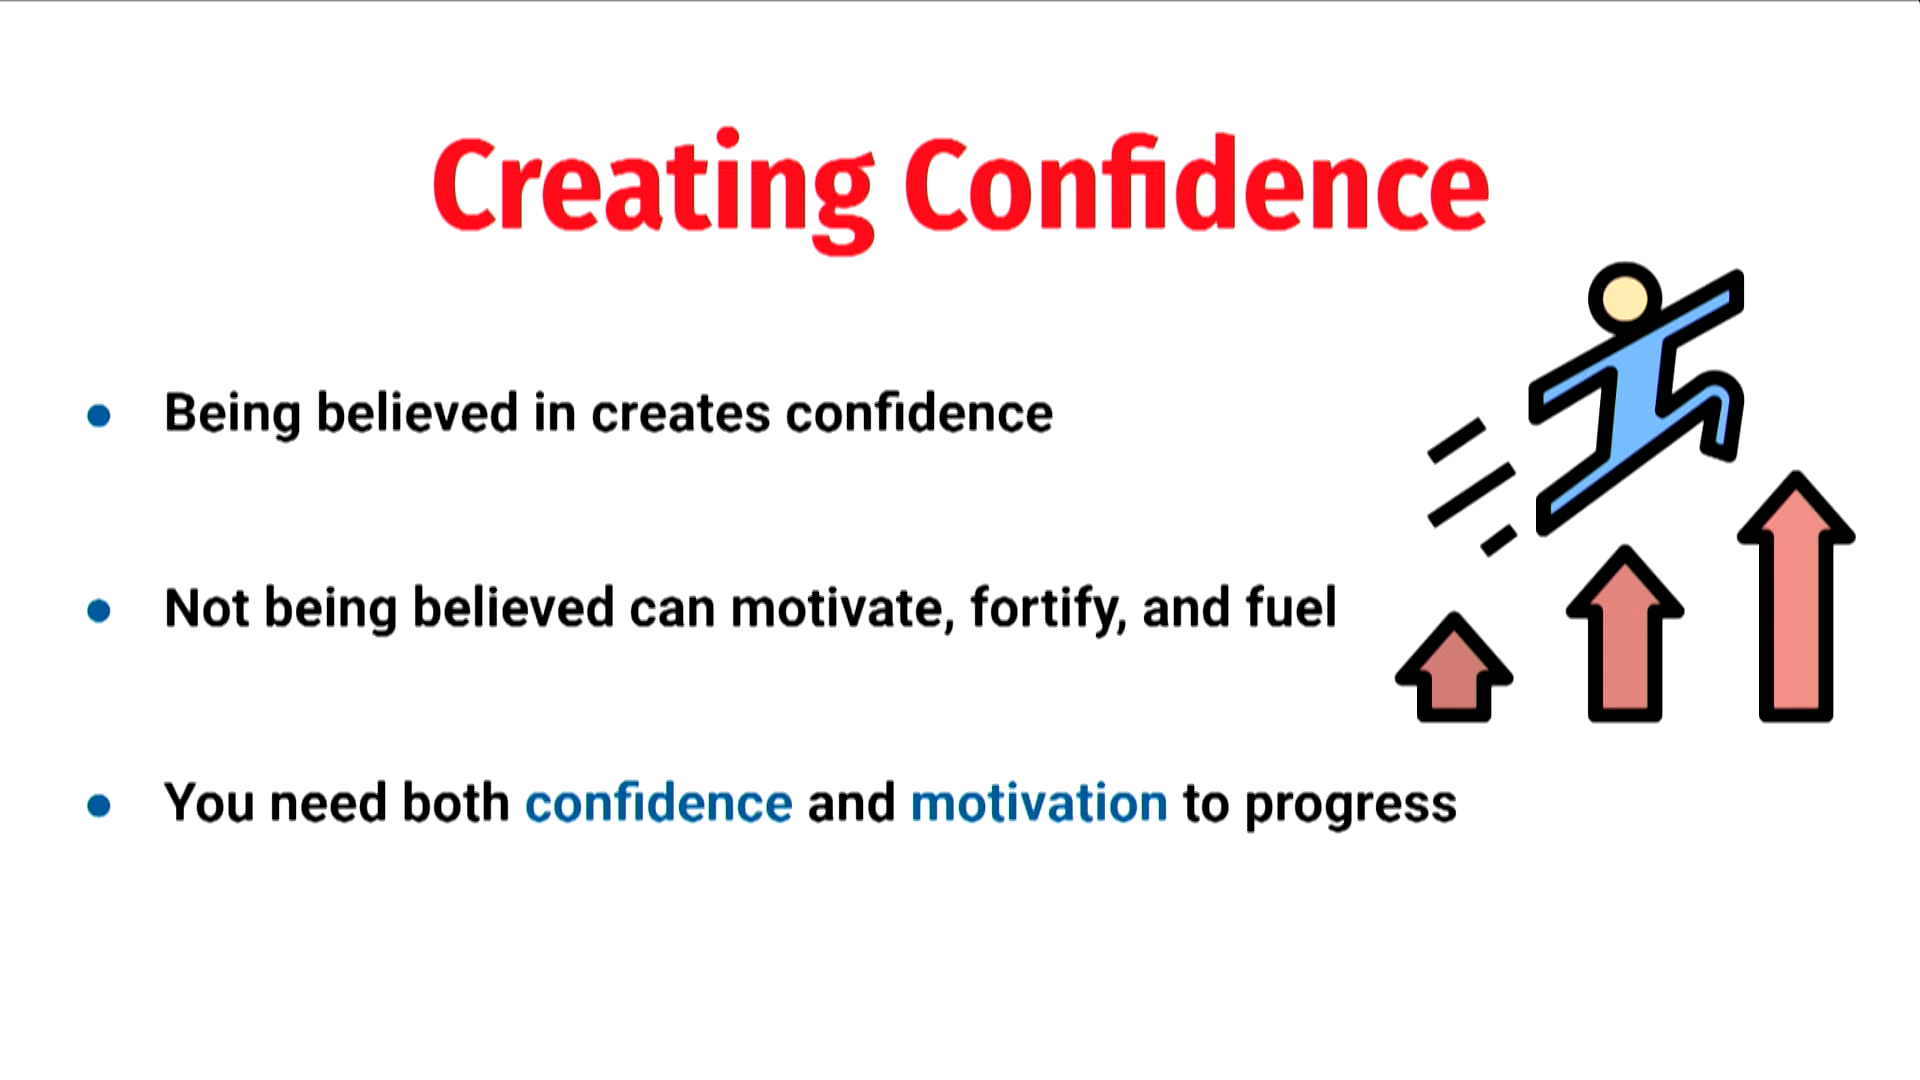 Creating Confidence
Being believed in creates confidence
Not being believed can motivate, fortify, and fuel
You need both confidence and motivation to progress